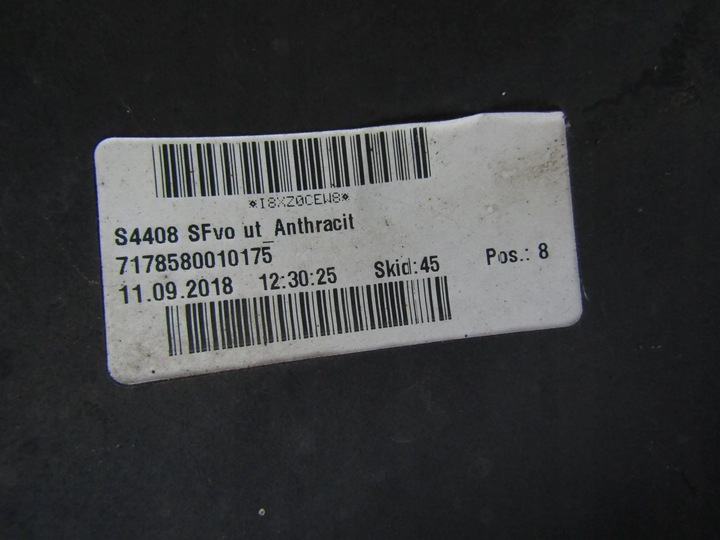 *I8XZ0CEW8*
S4408 SFvo ut_Anthracit
7178580010175
11.09.2018 12:30:25 Skid:45 Pos.: 8